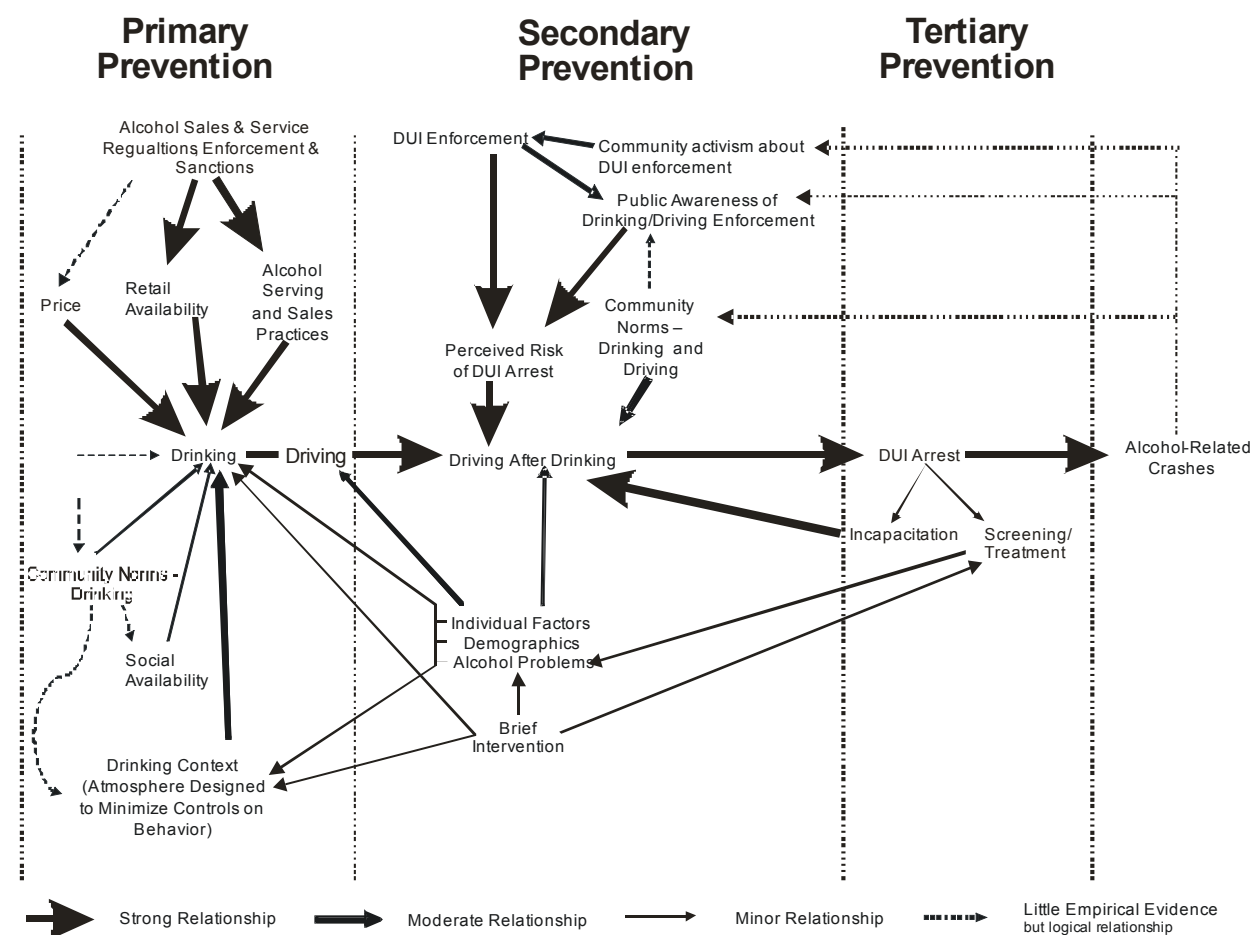 Primary
Prevention
Secondary
Prevention
Tertiary
Prevention
Alcohol Sales & Service
Regualtions Enforcement &
Sanctions
DUI Enforcement
Community activism about
DUI enforcement
Public Awareness of
Drinking/Driving Enforcement
Price
Retail
Availability
Alcohol
Serving
and Sales
Practices
Community
Norms –
Drinking and
Driving
Perceived Risk
of DUI Arrest
Drinking
Driving
Driving After Drinking
DUI Arrest
Alcohol-Related
Crashes
Incapacitation
Screening/
Treatment
Community Norms -
Drinking
Individual Factors
Demographics
Alcohol Problems
Social
Availability
Brief
Intervention
Drinking Context
(Atmosphere Designed
to Minimize Controls on
Behavior)
Strong Relationship
Moderate Relationship
Minor Relationship
Little Empirical Evidence
but logical relationship